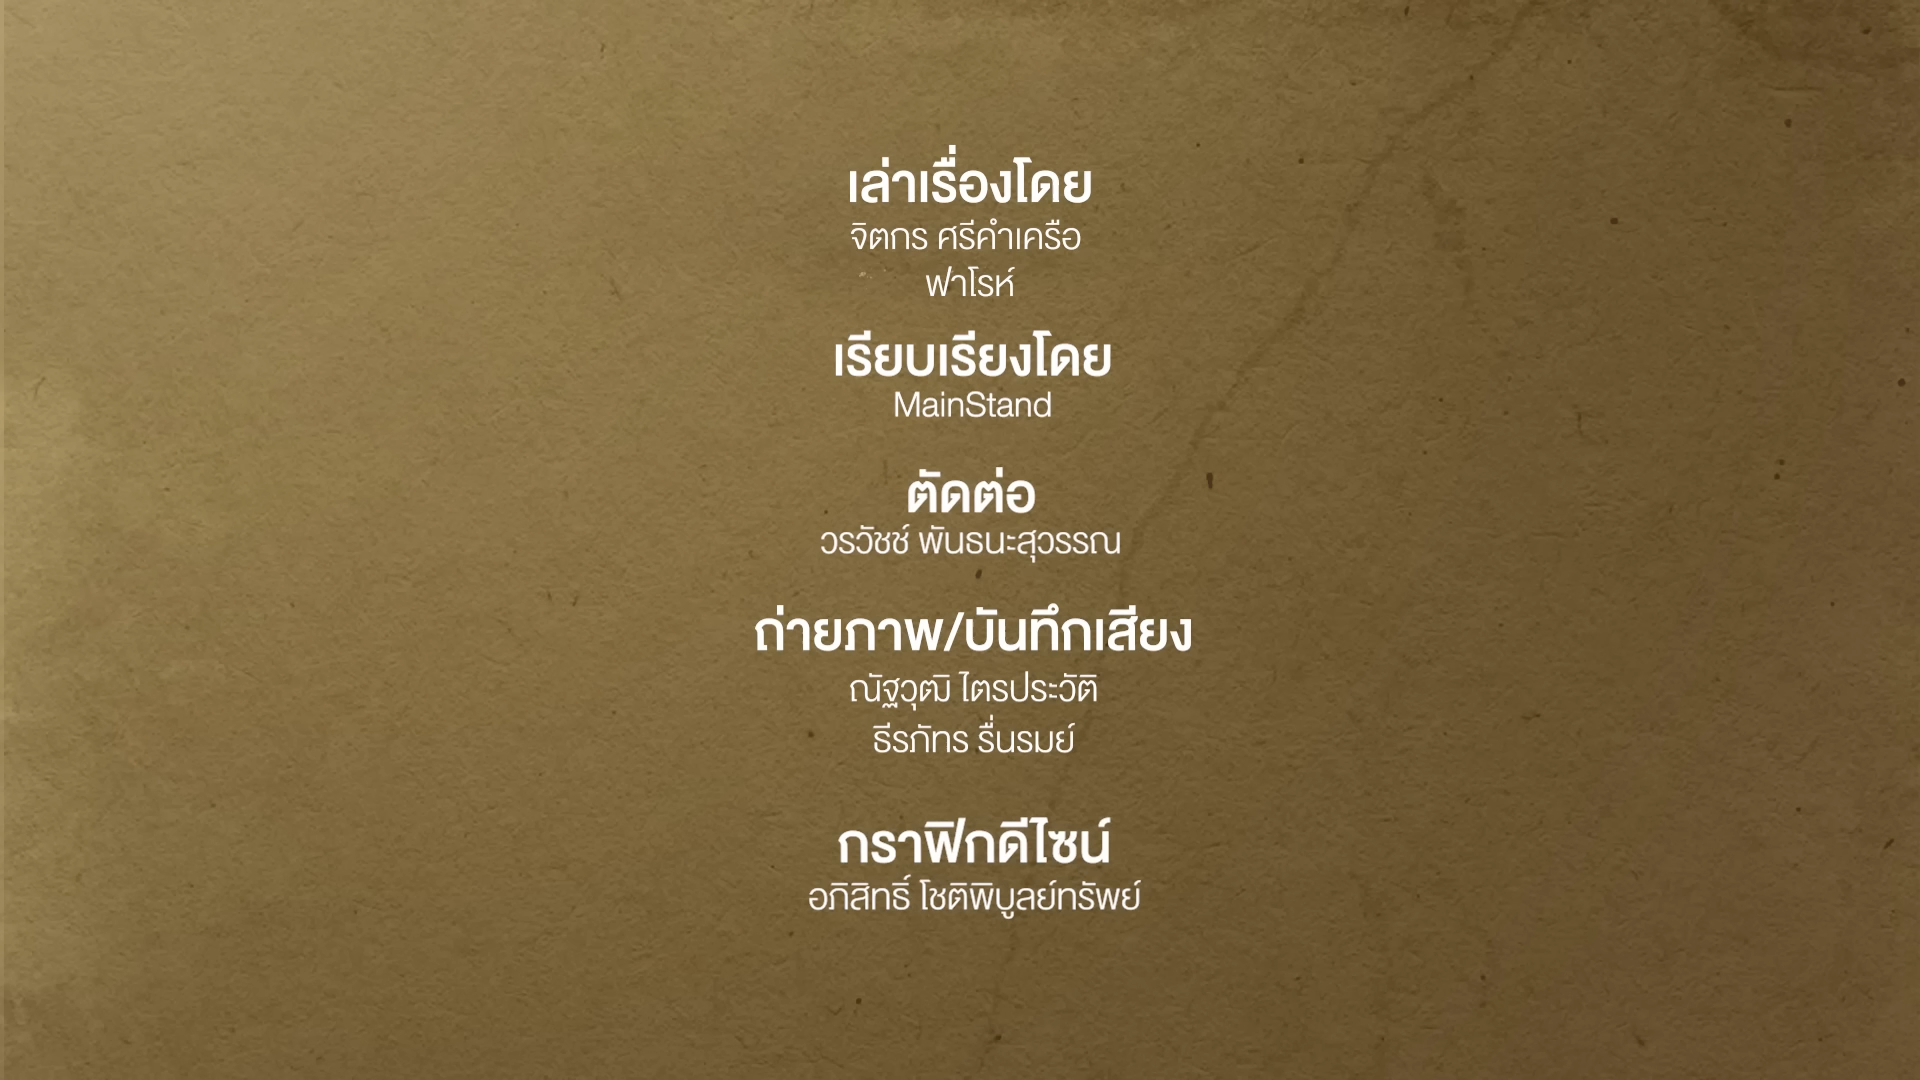 เล่าเรื่องโดย
จิตกร ศรีคำเครือ
ฟาโรห์
เรียบเรียงโดย
MainStand
ตัดต่อ
วรวัชช์ พันธนะสุวรรณ
ถ่ายภาพ/บันทึกเสียง
ณัฐวุฒิ ไตรประวัติ
ธีรภัทร รื่นรมย์
กราฟิกดีไซน์
อภิสิทธิ์ โชติพิบูลย์ทรัพย์